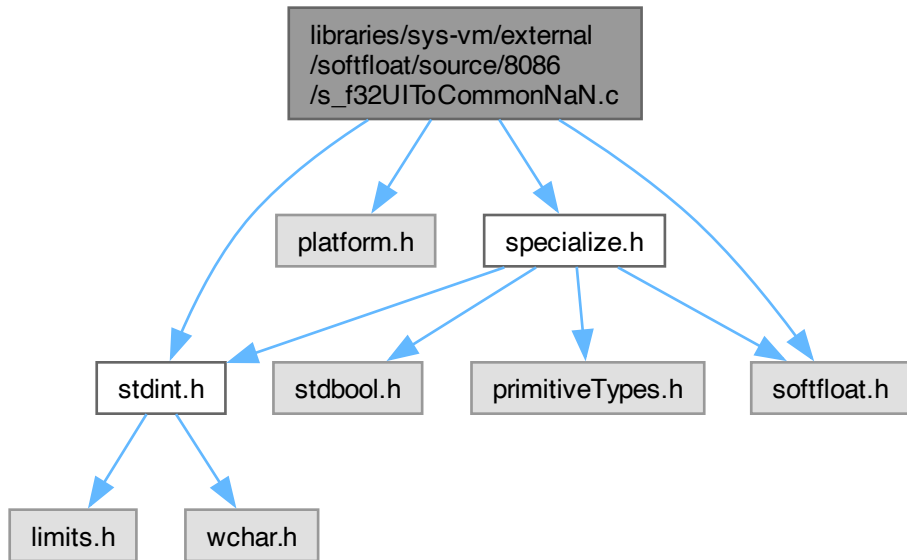 libraries/sys-vm/external
/softfloat/source/8086
/s_f32UIToCommonNaN.c
platform.h
specialize.h
stdint.h
stdbool.h
primitiveTypes.h
softfloat.h
limits.h
wchar.h